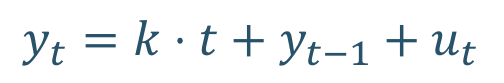 yₜ = k · t + yₜ₋₁ + uₜ